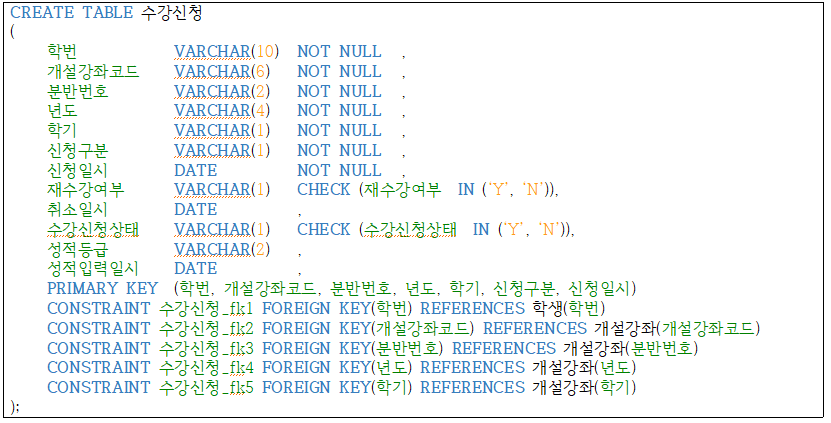 CREATE TABLE 수강신청
(
학번 VARCHAR(10) NOT NULL ,
개설강좌코드 VARCHAR(6) NOT NULL ,
분반번호 VARCHAR(2) NOT NULL ,
년도 VARCHAR(4) NOT NULL ,
학기 VARCHAR(1) NOT NULL ,
신청구분 VARCHAR(1) NOT NULL ,
신청일시 DATE NOT NULL ,
재수강여부 VARCHAR(1) CHECK (재수강여부 IN (‘Y’, ‘N’)),
취소일시 DATE ,
수강신청상태 VARCHAR(1) CHECK (수강신청상태 IN (‘Y’, ‘N’)),
성적등급 VARCHAR(2) ,
성적입력일시 DATE ,
PRIMARY KEY (학번, 개설강좌코드, 분반번호, 년도, 학기, 신청구분, 신청일시)
CONSTRAINT 수강신청_fk1 FOREIGN KEY(학번) REFERENCES 학생(학번)
CONSTRAINT 수강신청_fk2 FOREIGN KEY(개설강좌코드) REFERENCES 개설강좌(개설강좌코드)
CONSTRAINT 수강신청_fk3 FOREIGN KEY(분반번호) REFERENCES 개설강좌(분반번호)
CONSTRAINT 수강신청_fk4 FOREIGN KEY(년도) REFERENCES 개설강좌(년도)
CONSTRAINT 수강신청_fk5 FOREIGN KEY(학기) REFERENCES 개설강좌(학기)
);